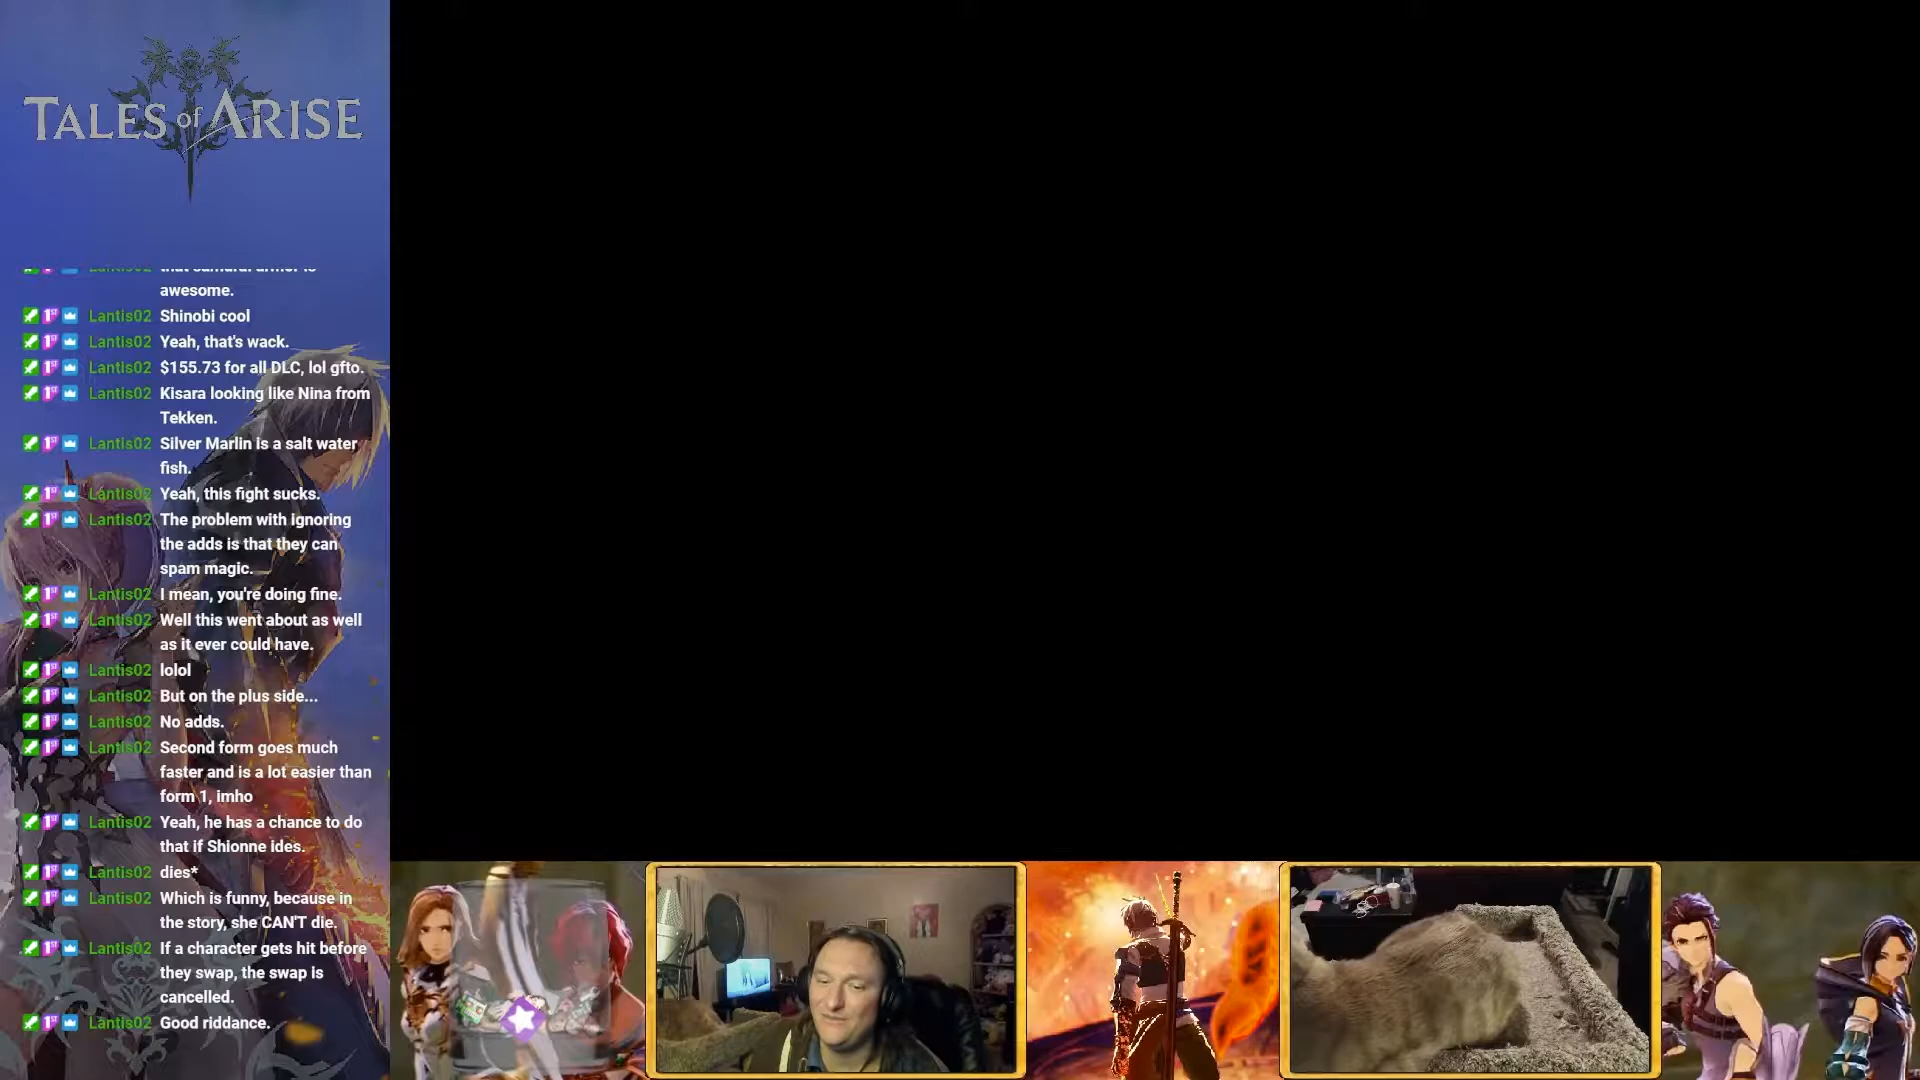 TALES of ARISE
that samurai armor is
awesome.
Lantis02 Shinobi cool
Lantis02 Yeah, that's wack.
Lantis02 $155.73 for all DLC, lol gfto.
Lantis02 Kisara looking like Nina from
Tekken.
Lantis02 Silver Marlin is a salt water
fish.
Lantis02 Yeah, this fight sucks.
Lantis02 The problem with ignoring
the adds is that they can
spam magic.
Lantis02 I mean, you're doing fine.
Lantis02 Well this went about as well
as it ever could have.
Lantis02 lolol
Lantis02 But on the plus side...
Lantis02 No adds.
Lantis02 Second form goes much
faster and is a lot easier than
form 1, imho
Lantis02 Yeah, he has a chance to do
that if Shionne ides.
Lantis02 dies*
Lantis02 Which is funny, because in
the story, she CAN'T die.
Lantis02 If a character gets hit before
they swap, the swap is
cancelled.
Lantis02 Good riddance.